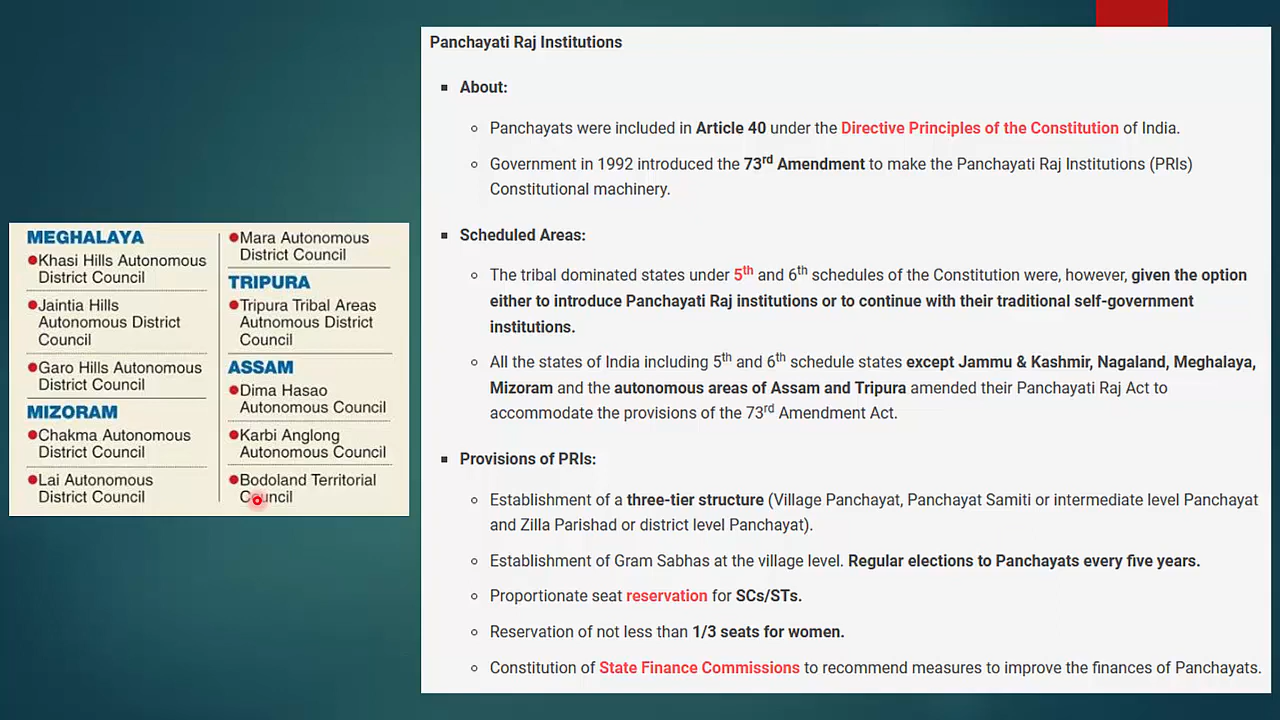 MEGHALAYA
●Khasi Hills Autonomous
District Council
●Jaintia Hills
Autonomous District
Council
●Garo Hills Autonomous
District Council
MIZORAM
●Chakma Autonomous
District Council
●Lai Autonomous
District Council
●Mara Autonomous
District Council
TRIPURA
●Tripura Tribal Areas
Autnomous District
Council
ASSAM
●Dima Hasao
Autonomous Council
●Karbi Anglong
Autonomous Council
●Bodoland Territorial
Council
Panchayati Raj Institutions
▪ About:
○ Panchayats were included in Article 40 under the Directive Principles of the Constitution of India.
○ Government in 1992 introduced the 73rd Amendment to make the Panchayati Raj Institutions (PRIs)
Constitutional machinery.
▪ Scheduled Areas:
○ The tribal dominated states under 5th and 6th schedules of the Constitution were, however, given the option
either to introduce Panchayati Raj institutions or to continue with their traditional self-government
institutions.
○ All the states of India including 5th and 6th schedule states except Jammu & Kashmir, Nagaland, Meghalaya,
Mizoram and the autonomous areas of Assam and Tripura amended their Panchayati Raj Act to
accommodate the provisions of the 73rd Amendment Act.
▪ Provisions of PRIs:
○ Establishment of a three-tier structure (Village Panchayat, Panchayat Samiti or intermediate level Panchayat
and Zilla Parishad or district level Panchayat).
○ Establishment of Gram Sabhas at the village level. Regular elections to Panchayats every five years.
○ Proportionate seat reservation for SCs/STs.
○ Reservation of not less than 1/3 seats for women.
○ Constitution of State Finance Commissions to recommend measures to improve the finances of Panchayats.